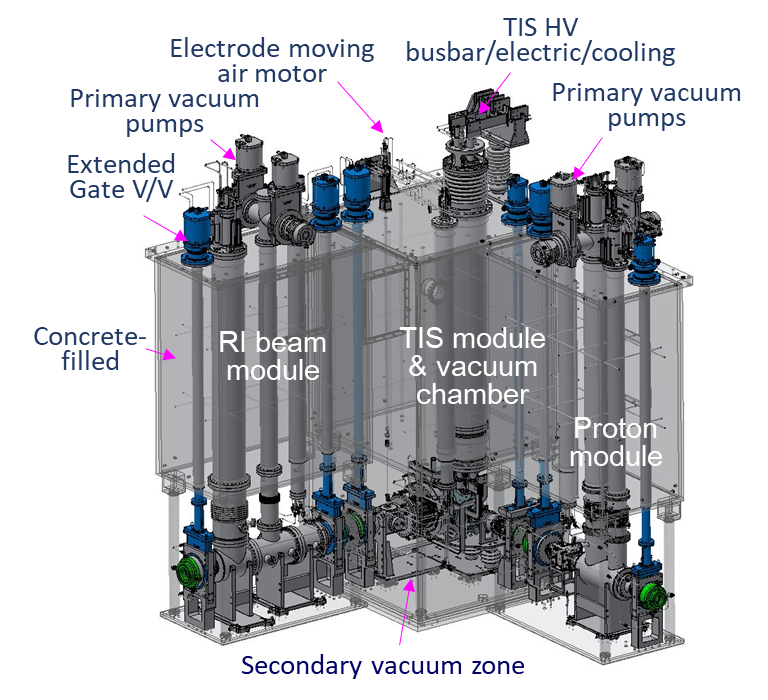 TIS HV
busbar/electric/cooling
Electrode moving
air motor
Primary vacuum
pumps
Primary vacuum
pumps
Extended
Gate V/V
Concrete-
filled
RI beam
module
TIS module
& vacuum
chamber
Proton
module
Secondary vacuum zone